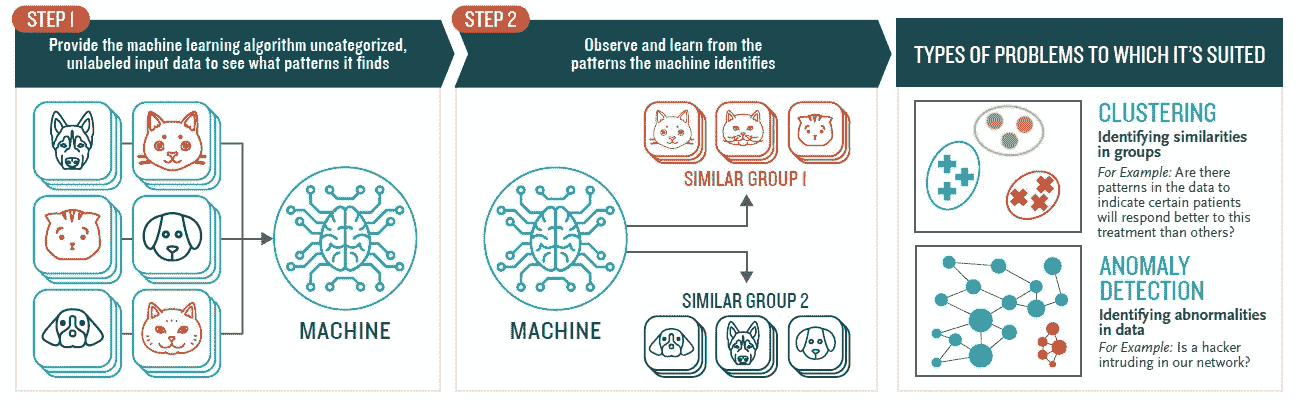 STEP 1
Provide the machine learning algorithm uncategorized,
unlabeled input data to see what patterns it finds
MACHINE
STEP 2
Observe and learn from the
patterns the machine identifies
MACHINE
SIMILAR GROUP 1
SIMILAR GROUP 2
TYPES OF PROBLEMS TO WHICH IT'S SUITED
CLUSTERING
Identifying similarities
in groups
For Example: Are there
patterns in the data to
indicate certain patients
will respond better to this
treatment than others?
ANOMALY
DETECTION
Identifying abnormalities
in data
For Example: Is a hacker
intruding in our network?